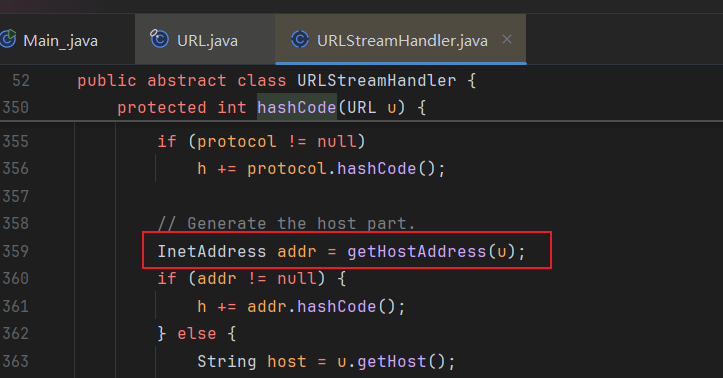 Main_.java URL.java URLStreamHandler.java
52 public abstract class URLStreamHandler {
350 protected int hashCode(URL u) {
355 if (protocol != null)
356 h += protocol.hashCode();
357
358 // Generate the host part.
359 InetAddress addr = getHostAddress(u);
360 if (addr != null) {
361 h += addr.hashCode();
362 } else {
363 String host = u.getHost();